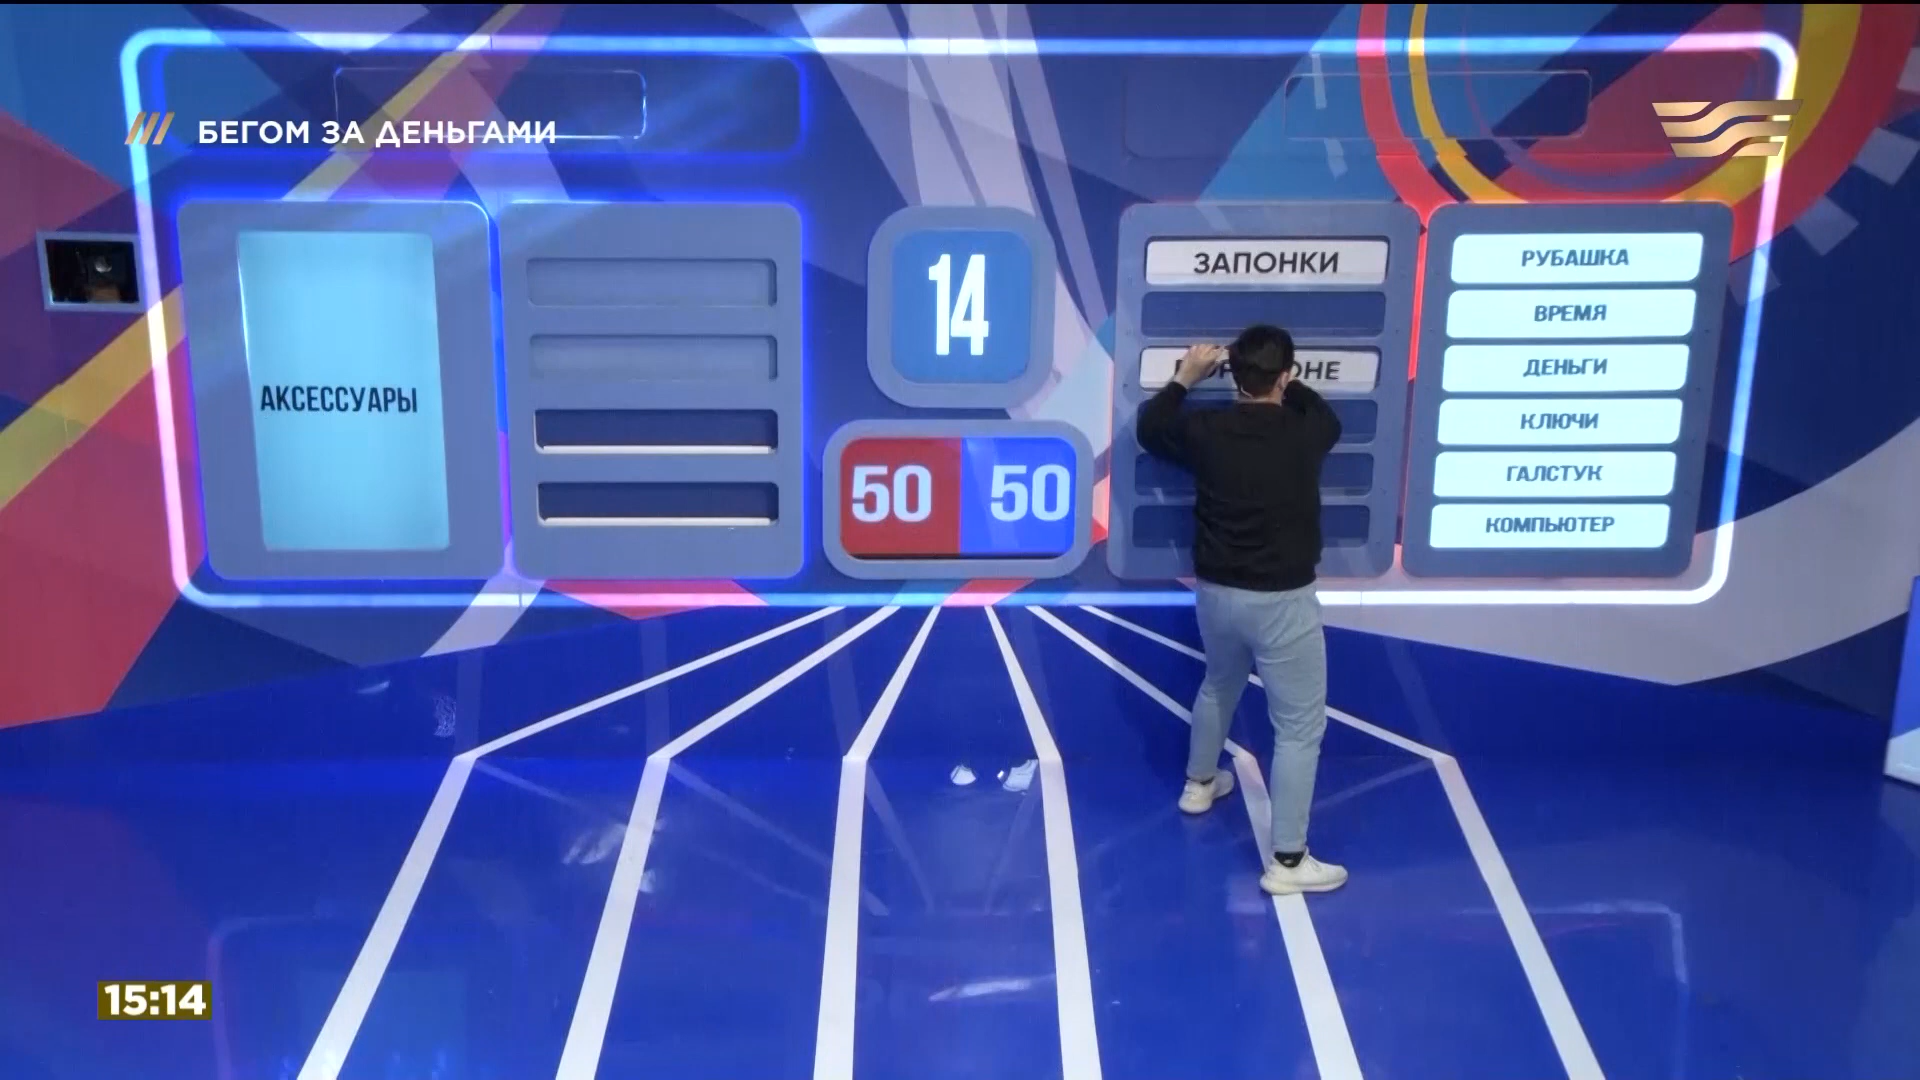 БЕГОМ ЗА ДЕНЬГАМИ
АКСЕССУАРЫ
14
50 50
ЗАПОНКИ
РУБАШКА
ВРЕМЯ
ДЕНЬГИ
КЛЮЧИ
ГАЛСТУК
КОМПЬЮТЕР
15:14